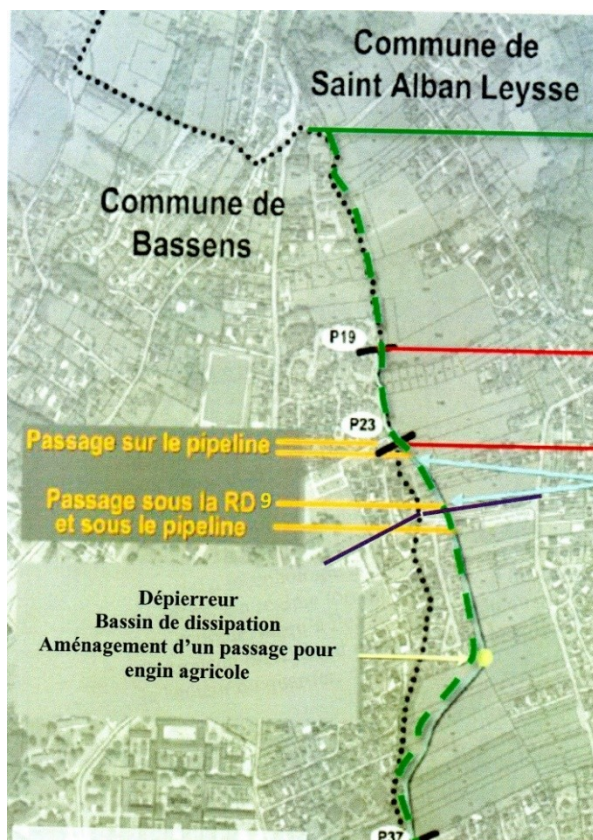 Commune de
Saint Alban Leysse
Commune de
Bassens
P19
P23
Passage sur le pipeline
Passage sous la RD 9
et sous le pipeline
Dépierreur
Bassin de dissipation
Aménagement d'un passage pour
engin agricole
P37